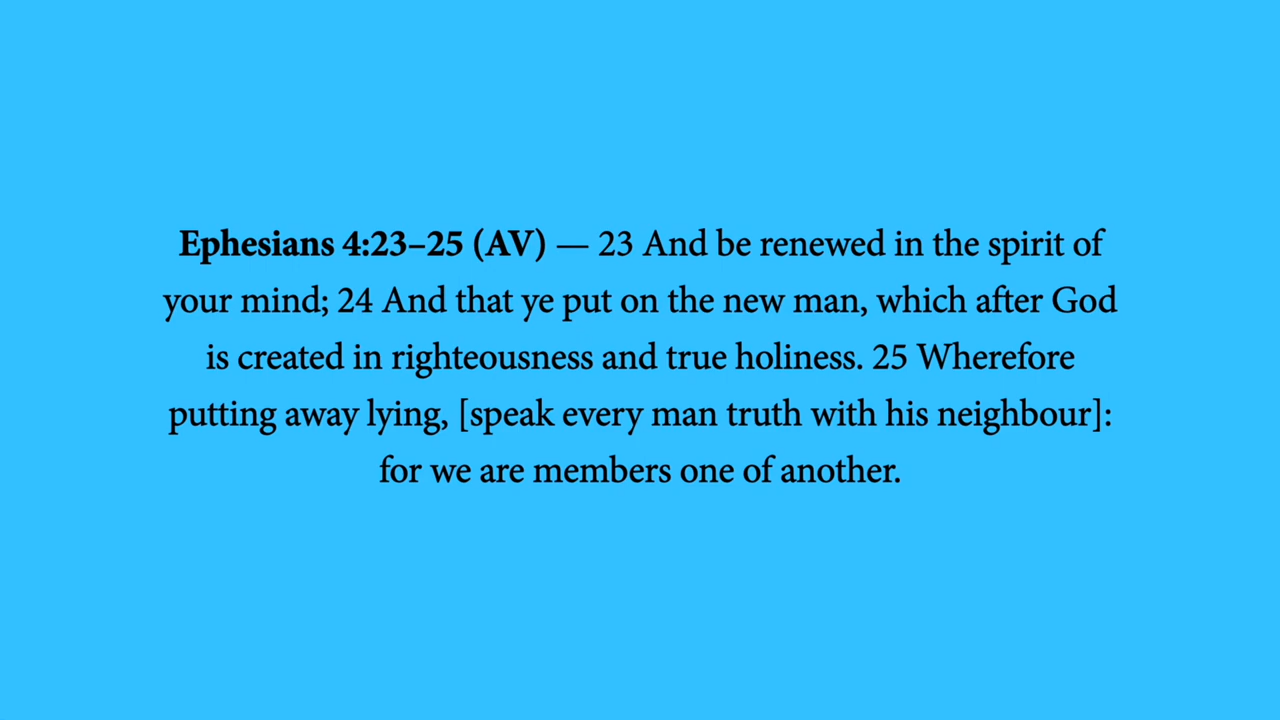 Ephesians 4:23–25 (AV) — 23 And be renewed in the spirit of
your mind; 24 And that ye put on the new man, which after God
is created in righteousness and true holiness. 25 Wherefore
putting away lying, [speak every man truth with his neighbour]:
for we are members one of another.